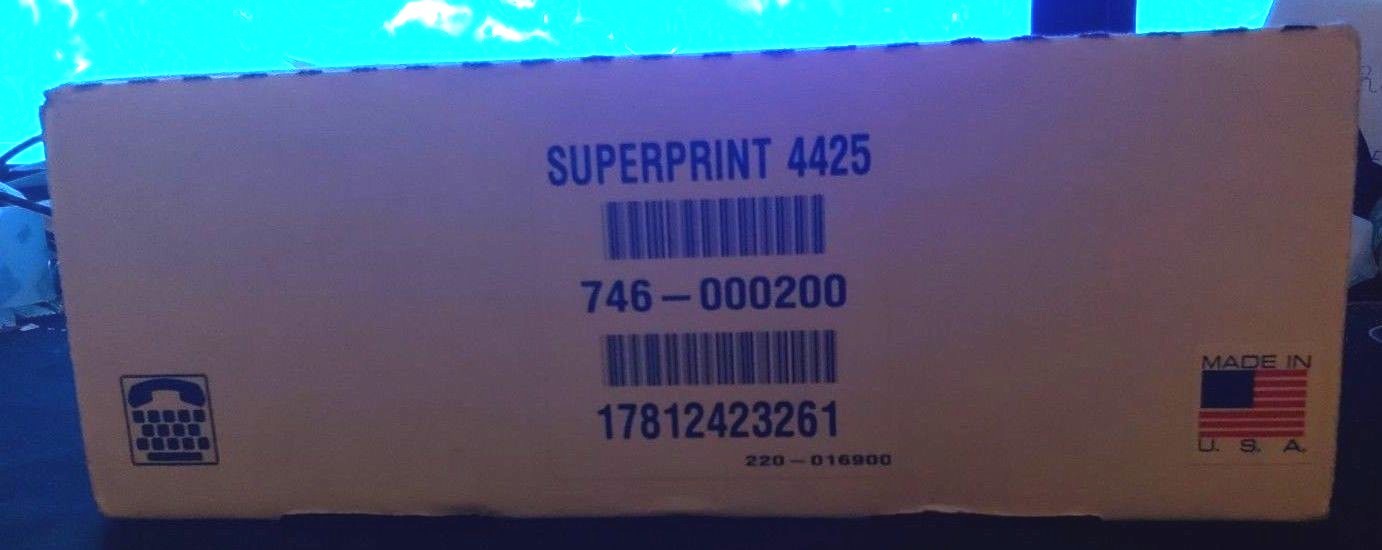 SUPERPRINT 4425
746-000200
17812423261
220-016900
MADE IN
U. S. A.